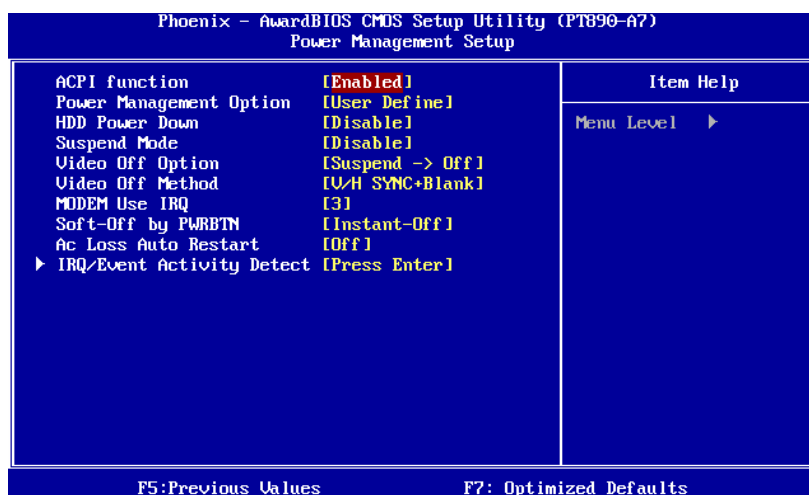 Phoenix - AwardBIOS CMOS Setup Utility (PT890-A7)
Power Management Setup
ACPI function [Enabled] Item Help
Power Management Option [User Define]
HDD Power Down [Disable] Menu Level
Suspend Mode [Disable]
Video Off Option [Suspend -> Off]
Video Off Method [V/H SYNC+Blank]
MODEM Use IRQ [3]
Soft-Off by PWRBTN [Instant-Off]
Ac Loss Auto Restart [Off]
IRQ/Event Activity Detect [Press Enter]
F5:Previous Values F7: Optimized Defaults